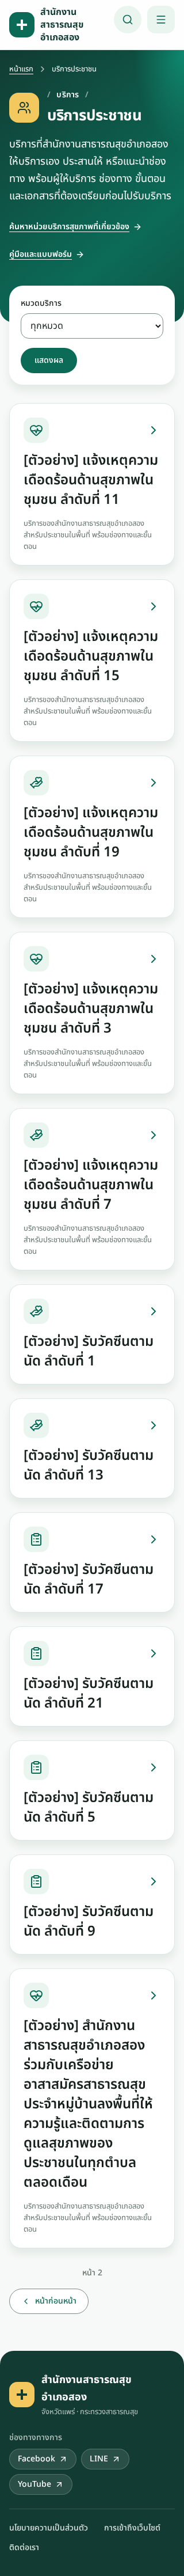 สำนักงาน
สาธารณสุข
อำเภอสอง
หน้าแรก
บริการประชาชน
/ บริการ /
บริการประชาชน
บริการที่สำนักงานสาธารณสุขอำเภอสอง
ให้บริการเอง ประสานให้ หรือแนะนำช่อง
ทาง พร้อมผู้ให้บริการ ช่องทาง ขั้นตอน
และเอกสารที่ต้องเตรียมก่อนไปรับบริการ
ค้นหาหน่วยบริการสุขภาพที่เกี่ยวข้อง →
คู่มือและแบบฟอร์ม →
หมวดบริการ
ทุกหมวด
แสดงผล
[ตัวอย่าง] แจ้งเหตุความ
เดือดร้อนด้านสุขภาพใน
ชุมชน ลำดับที่ 11
บริการของสำนักงานสาธารณสุขอำเภอสอง
สำหรับประชาชนในพื้นที่ พร้อมช่องทางและขั้น
ตอน
[ตัวอย่าง] แจ้งเหตุความ
เดือดร้อนด้านสุขภาพใน
ชุมชน ลำดับที่ 15
บริการของสำนักงานสาธารณสุขอำเภอสอง
สำหรับประชาชนในพื้นที่ พร้อมช่องทางและขั้น
ตอน
[ตัวอย่าง] แจ้งเหตุความ
เดือดร้อนด้านสุขภาพใน
ชุมชน ลำดับที่ 19
บริการของสำนักงานสาธารณสุขอำเภอสอง
สำหรับประชาชนในพื้นที่ พร้อมช่องทางและขั้น
ตอน
[ตัวอย่าง] แจ้งเหตุความ
เดือดร้อนด้านสุขภาพใน
ชุมชน ลำดับที่ 3
บริการของสำนักงานสาธารณสุขอำเภอสอง
สำหรับประชาชนในพื้นที่ พร้อมช่องทางและขั้น
ตอน
[ตัวอย่าง] แจ้งเหตุความ
เดือดร้อนด้านสุขภาพใน
ชุมชน ลำดับที่ 7
บริการของสำนักงานสาธารณสุขอำเภอสอง
สำหรับประชาชนในพื้นที่ พร้อมช่องทางและขั้น
ตอน
[ตัวอย่าง] รับวัคซีนตาม
นัด ลำดับที่ 1
[ตัวอย่าง] รับวัคซีนตาม
นัด ลำดับที่ 13
[ตัวอย่าง] รับวัคซีนตาม
นัด ลำดับที่ 17
[ตัวอย่าง] รับวัคซีนตาม
นัด ลำดับที่ 21
[ตัวอย่าง] รับวัคซีนตาม
นัด ลำดับที่ 5
[ตัวอย่าง] รับวัคซีนตาม
นัด ลำดับที่ 9
[ตัวอย่าง] สำนักงาน
สาธารณสุขอำเภอสอง
ร่วมกับเครือข่าย
อาสาสมัครสาธารณสุข
ประจำหมู่บ้านลงพื้นที่ให้
ความรู้และติดตามการ
ดูแลสุขภาพของ
ประชาชนในทุกตำบล
ตลอดเดือน
บริการของสำนักงานสาธารณสุขอำเภอสอง
สำหรับประชาชนในพื้นที่ พร้อมช่องทางและขั้น
ตอน
หน้า 2
หน้าก่อนหน้า
สำนักงานสาธารณสุข
อำเภอสอง
จังหวัดแพร่ · กระทรวงสาธารณสุข
ช่องทางทางการ
Facebook
LINE
YouTube
นโยบายความเป็นส่วนตัว
การเข้าถึงเว็บไซต์
ติดต่อเรา